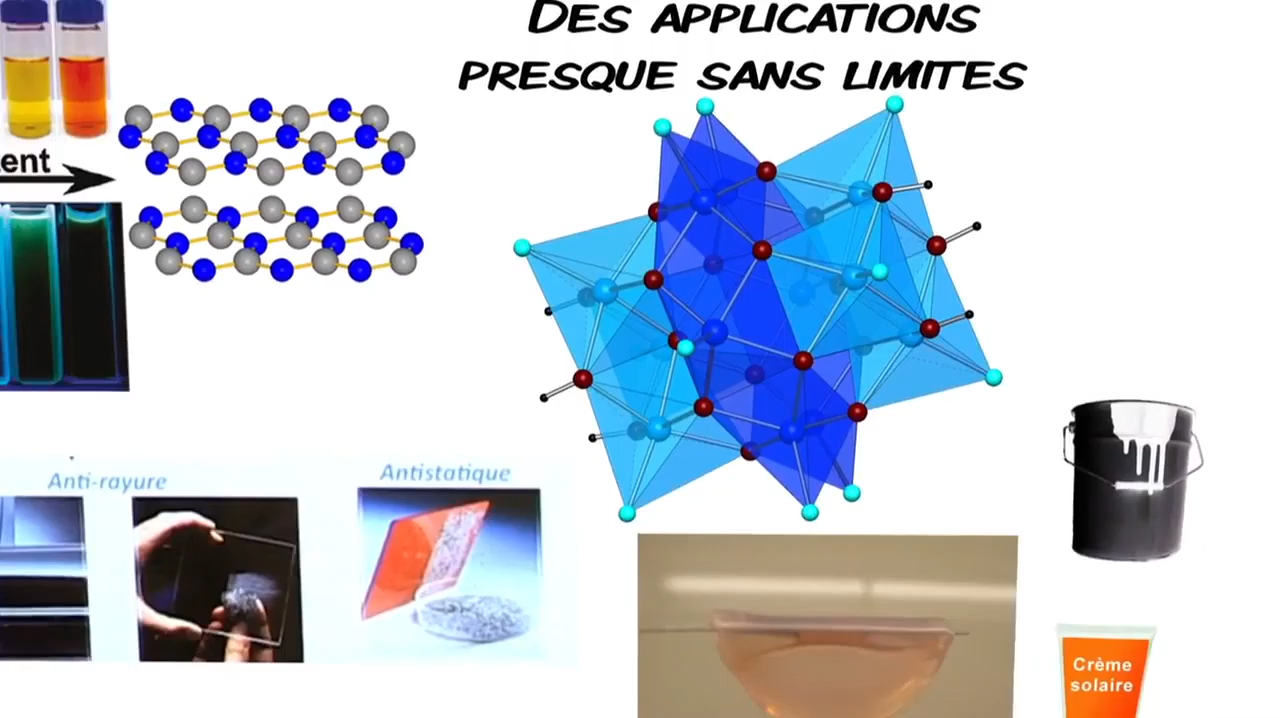 DES APPLICATIONS
PRESQUE SANS LIMITES
ent
Anti-rayure
Antistatique
Crème
solaire